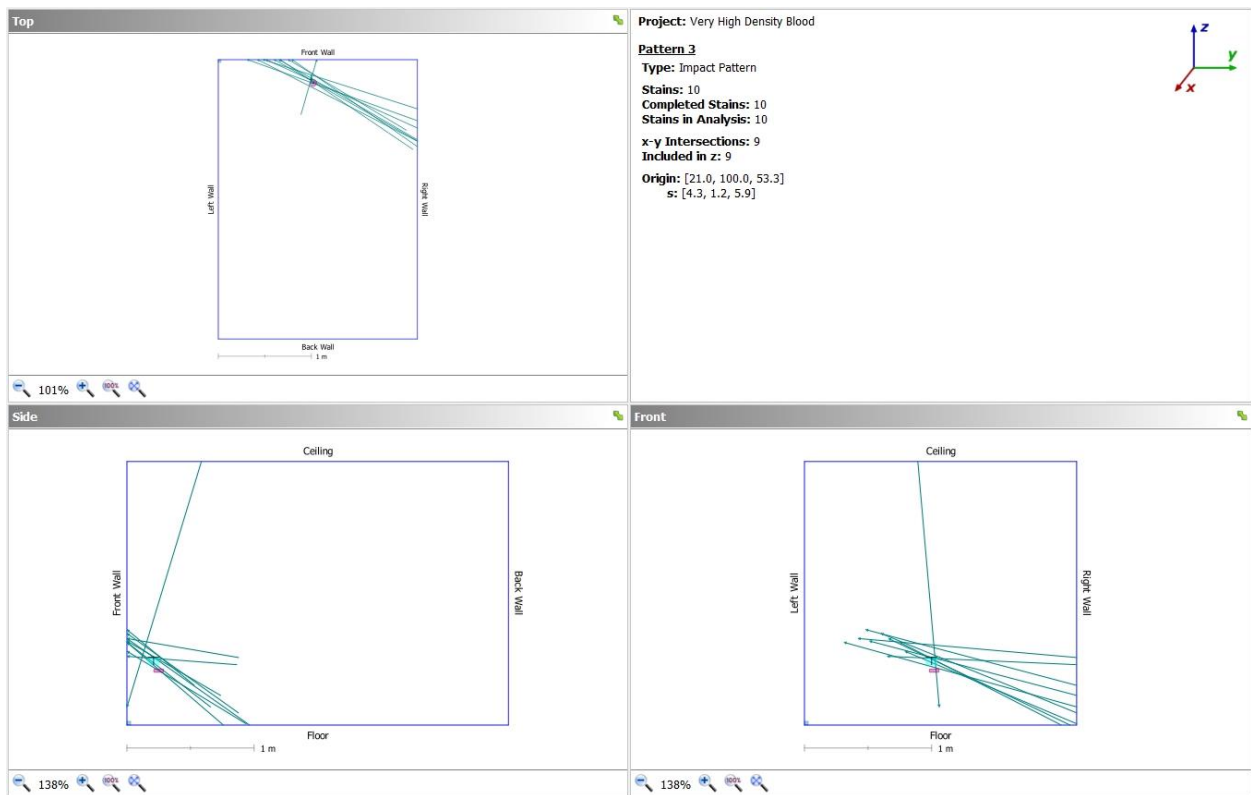 Top
Front Wall
Left Wall
Right Wall
Back Wall
1 m
101%
100%
Project: Very High Density Blood
Pattern 3
Type: Impact Pattern
Stains: 10
Completed Stains: 10
Stains in Analysis: 10
x-y Intersections: 9
Included in z: 9
Origin: [21.0, 100.0, 53.3]
s: [4.3, 1.2, 5.9]
z
y
x
Side
Ceiling
Front Wall
Back Wall
Floor
1 m
138%
100%
Front
Ceiling
Left Wall
Right Wall
Floor
1 m
138%
100%